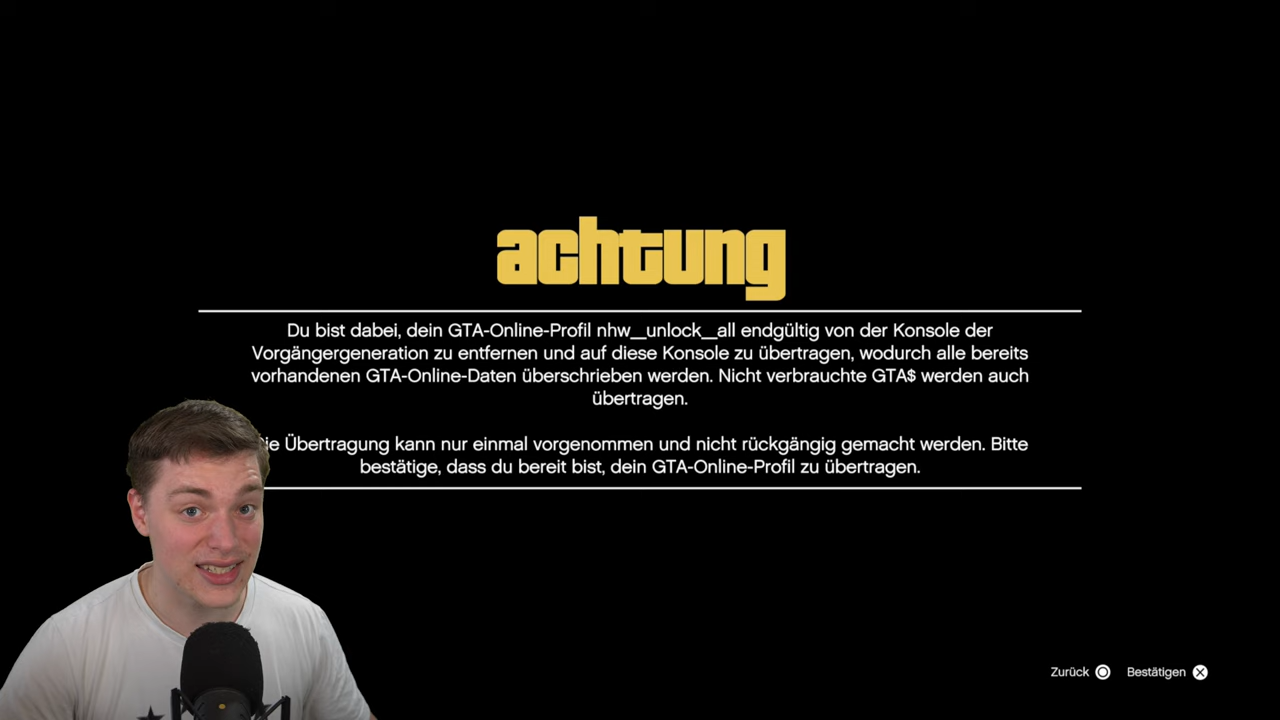 achtung
Du bist dabei, dein GTA-Online-Profil nhw__unlock__all endgültig von der Konsole der
Vorgängergeneration zu entfernen und auf diese Konsole zu übertragen, wodurch alle bereits
vorhandenen GTA-Online-Daten überschrieben werden. Nicht verbrauchte GTA$ werden auch
übertragen.
Übertragung kann nur einmal vorgenommen und nicht rückgängig gemacht werden. Bitte
bestätige, dass du bereit bist, dein GTA-Online-Profil zu übertragen.
Zurück
Bestätigen